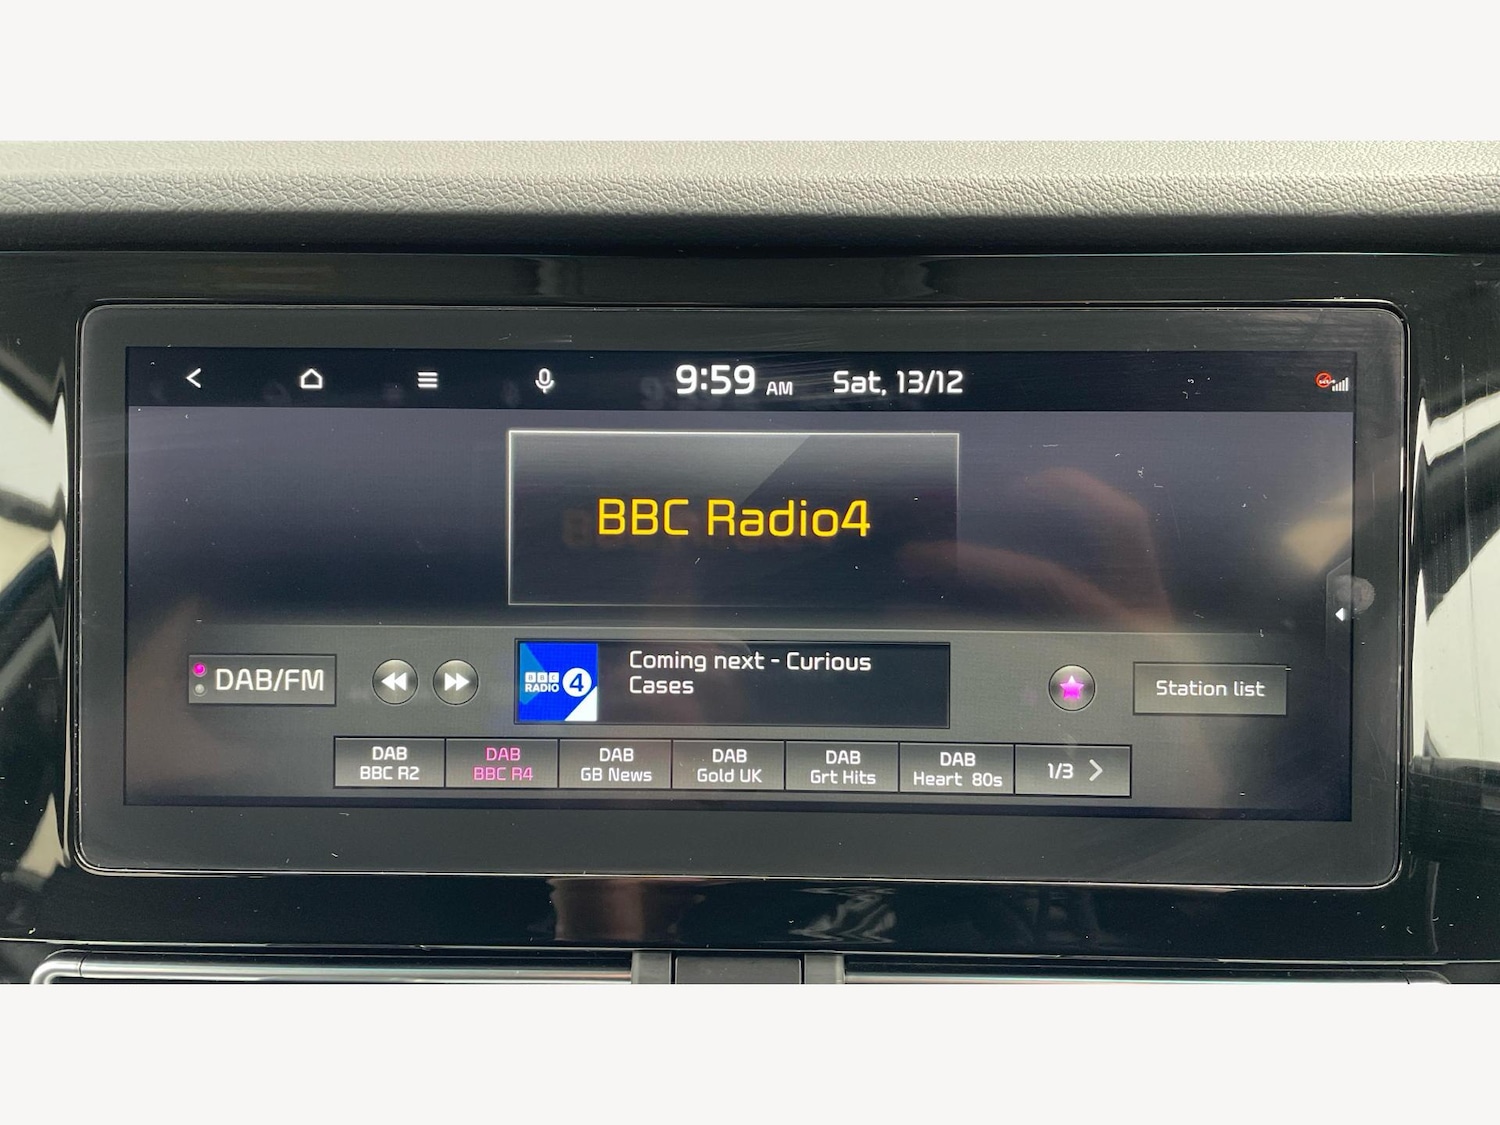 9:59 AM Sat, 13/12
BBC Radio4
DAB/FM
BBC
RADIO 4
Coming next - Curious
Cases
Station list
DAB
BBC R2
DAB
BBC R4
DAB
GB News
DAB
Gold UK
DAB
Grt Hits
DAB
Heart 80s
1/3